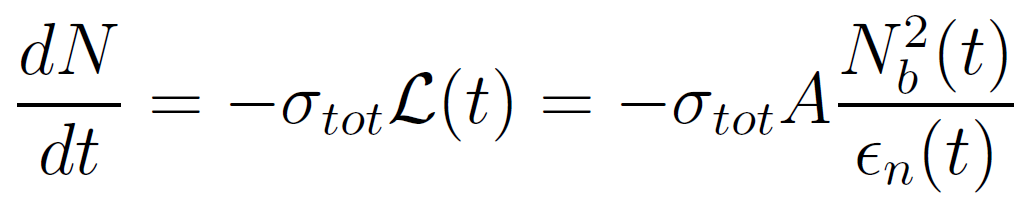 dN/dt = −σ_tot ℒ(t) = −σ_tot A N_b^2(t)/ϵ_n(t)